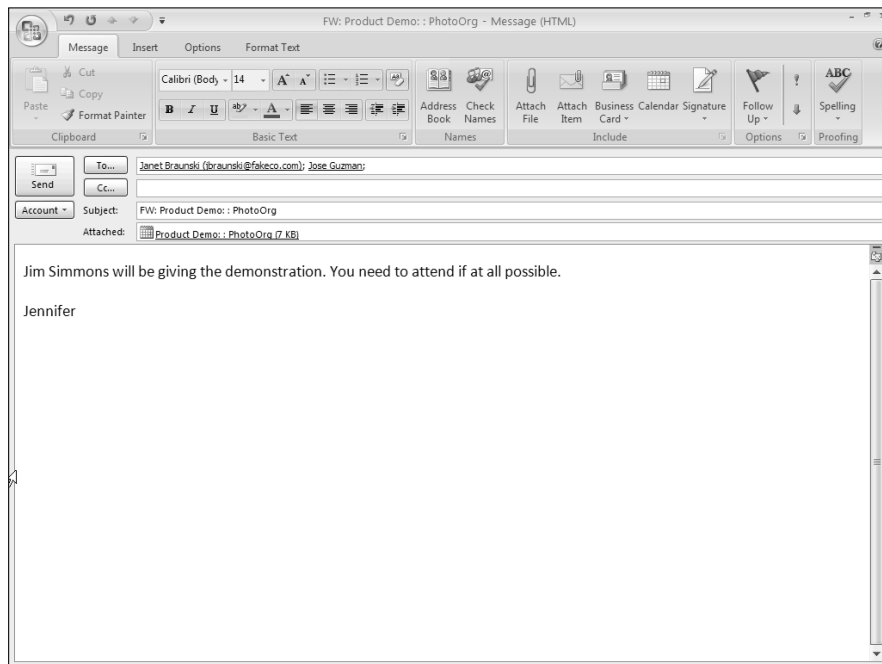 FW: Product Demo: : PhotoOrg - Message (HTML)
Message Insert Options Format Text
Paste
Cut
Copy
Format Painter
Clipboard
Calibri (Body 14 A A
B I U ab A
Basic Text
Address Book
Check Names
Names
Attach File
Attach Item
Business Card
Calendar
Signature
Include
Follow Up
Options
ABC
Spelling
Proofing
Send
To... Janet Braunski (jbraunski@fakeco.com); Jose Guzman;
Cc...
Account Subject: FW: Product Demo: : PhotoOrg
Attached: Product Demo: : PhotoOrg (7 KB)
Jim Simmons will be giving the demonstration. You need to attend if at all possible.
Jennifer